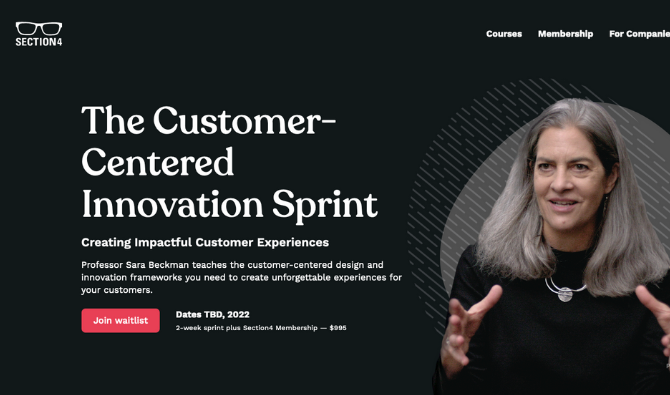 SECTION4
Courses Membership For Companie
The Customer-
Centered
Innovation Sprint
Creating Impactful Customer Experiences
Professor Sara Beckman teaches the customer-centered design and
innovation frameworks you need to create unforgettable experiences for
your customers.
Join waitlist
Dates TBD, 2022
2-week sprint plus Section4 Membership — $995